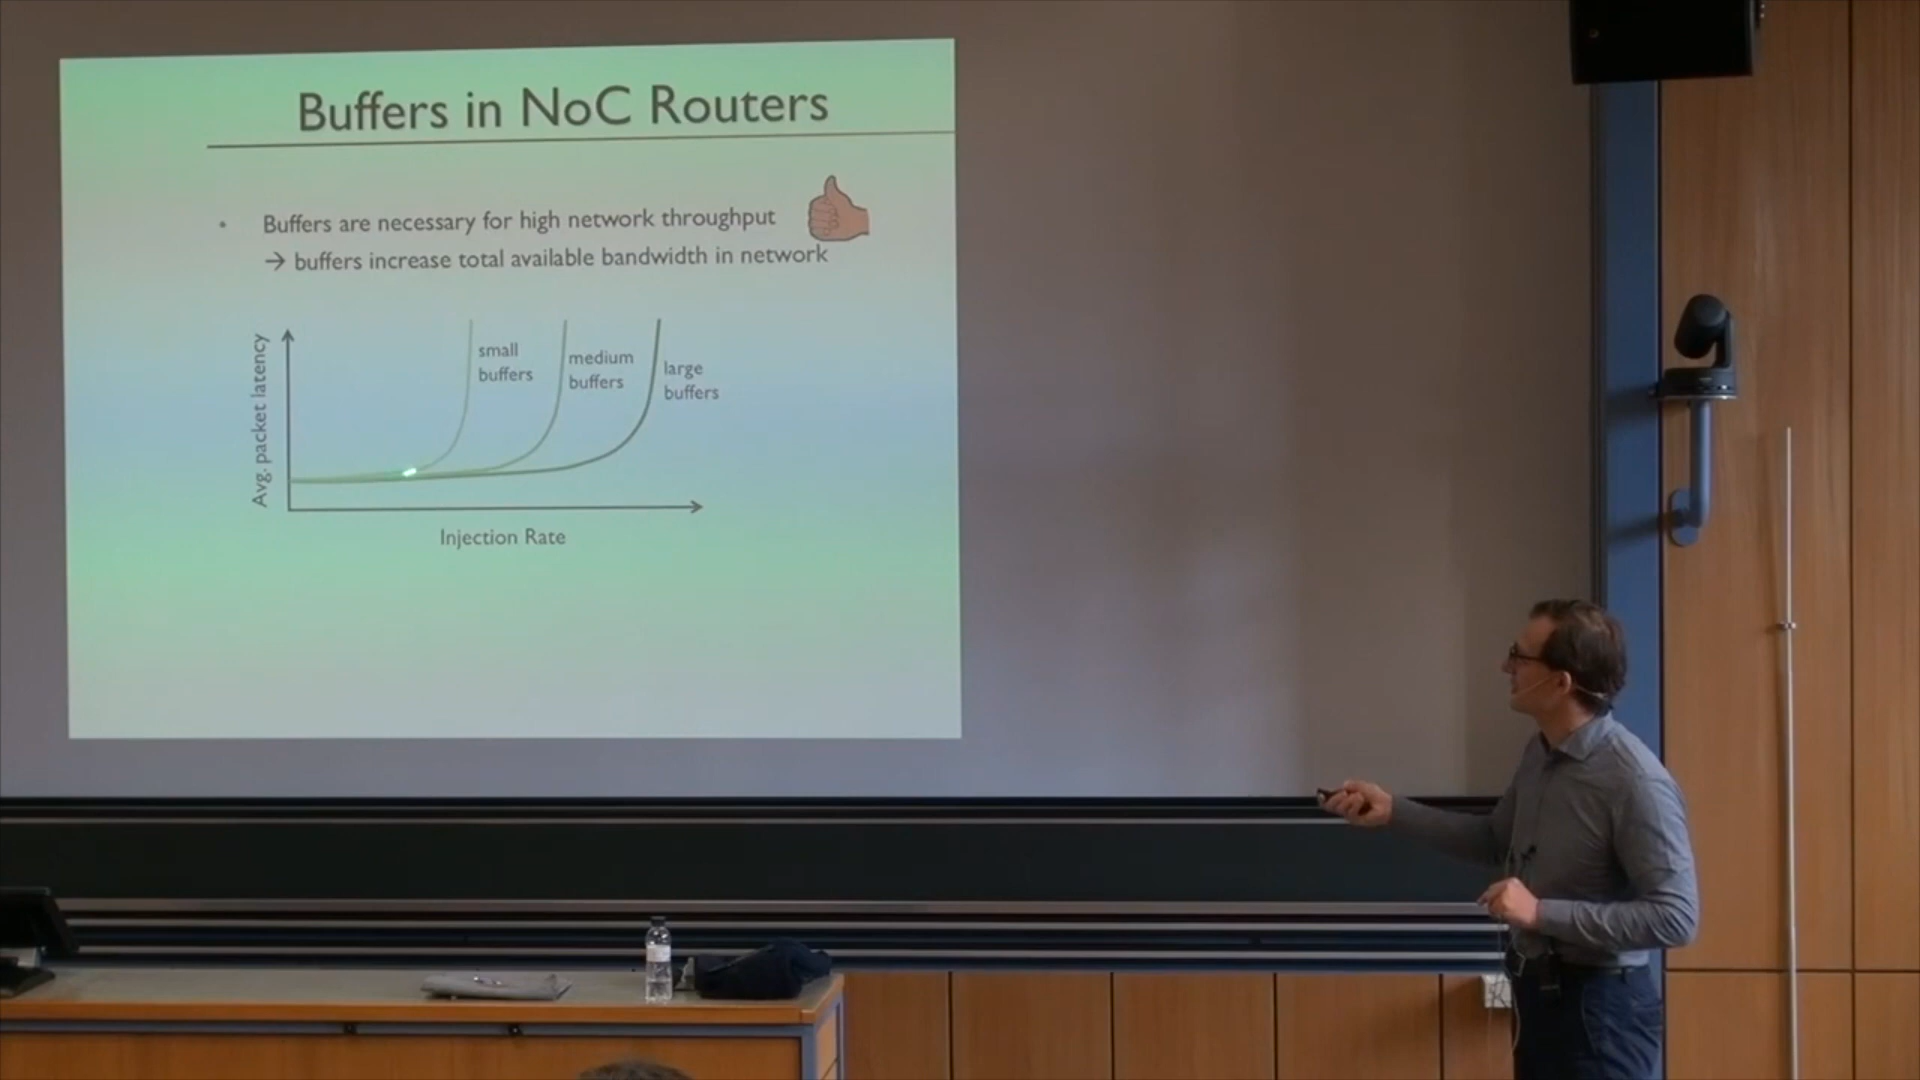 Buffers in NoC Routers
• Buffers are necessary for high network throughput
→ buffers increase total available bandwidth in network
Avg. packet latency
small
buffers
medium
buffers
large
buffers
Injection Rate